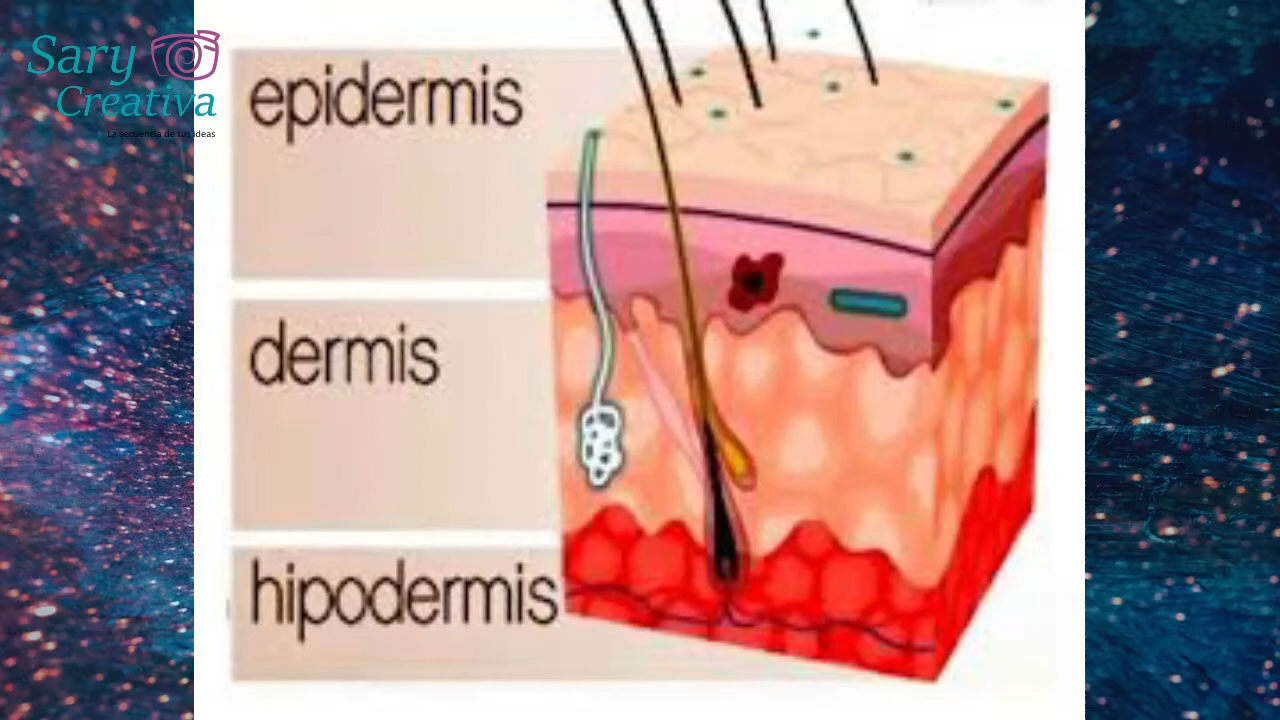 Sary
Creativa
La secuencia de tus ideas
epidermis
dermis
hipodermis